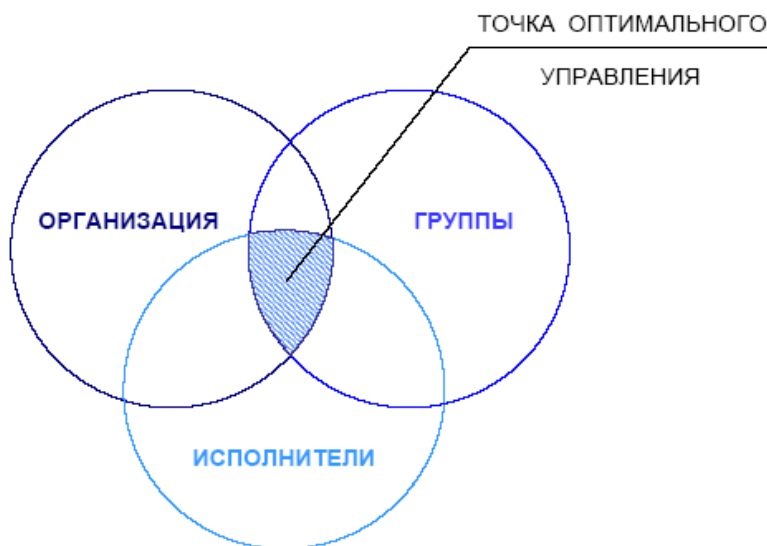 ТОЧКА ОПТИМАЛЬНОГО
УПРАВЛЕНИЯ
ОРГАНИЗАЦИЯ
ГРУППЫ
ИСПОЛНИТЕЛИ